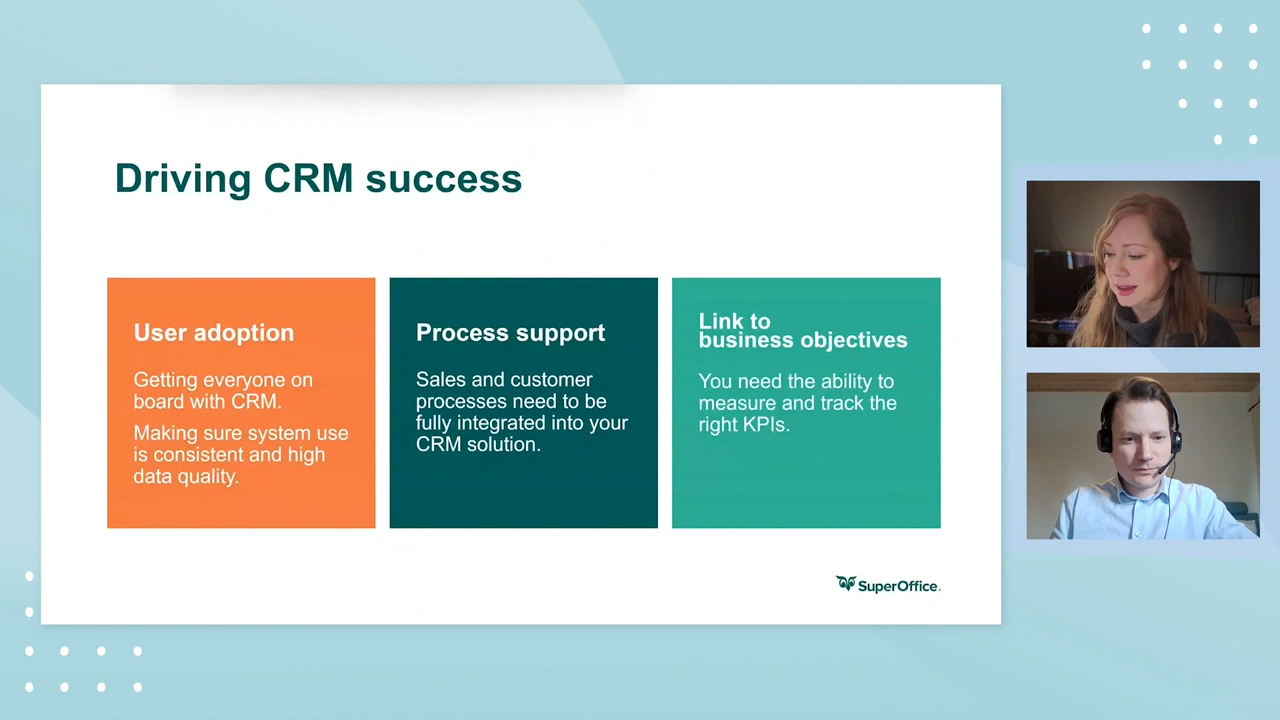 Driving CRM success
User adoption
Getting everyone on
board with CRM.
Making sure system use
is consistent and high
data quality.
Process support
Sales and customer
processes need to be
fully integrated into your
CRM solution.
Link to
business objectives
You need the ability to
measure and track the
right KPIs.
SuperOffice